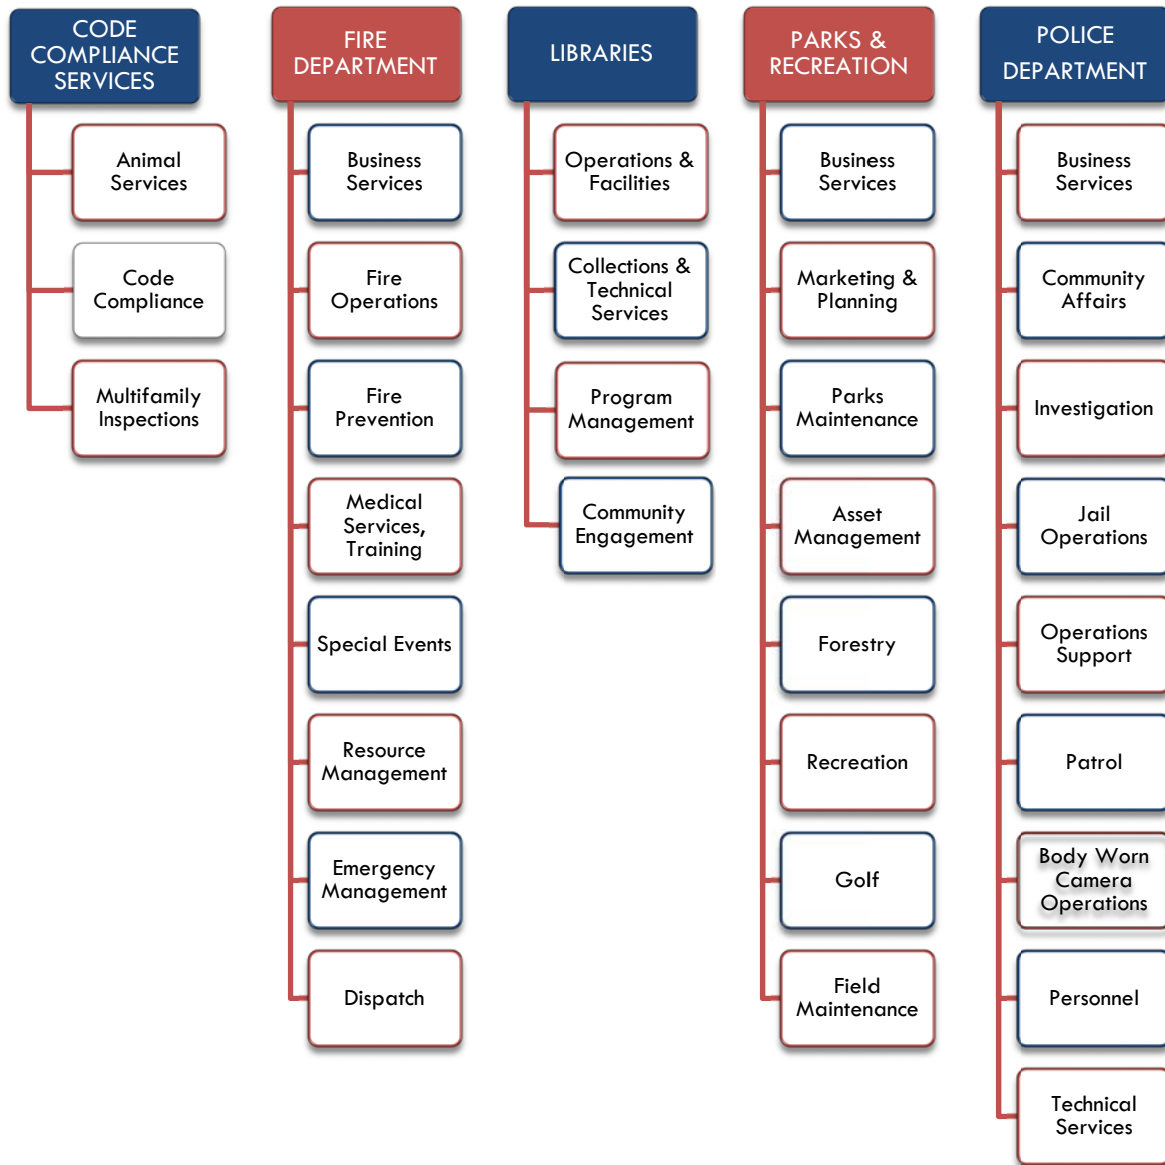 CODE
COMPLIANCE
SERVICES
Animal
Services
Code
Compliance
Multifamily
Inspections
FIRE
DEPARTMENT
Business
Services
Fire
Operations
Fire
Prevention
Medical
Services,
Training
Special Events
Resource
Management
Emergency
Management
Dispatch
LIBRARIES
Operations &
Facilities
Collections &
Technical
Services
Program
Management
Community
Engagement
PARKS &
RECREATION
Business
Services
Marketing &
Planning
Parks
Maintenance
Asset
Management
Forestry
Recreation
Golf
Field
Maintenance
POLICE
DEPARTMENT
Business
Services
Community
Affairs
Investigation
Jail
Operations
Operations
Support
Patrol
Body Worn
Camera
Operations
Personnel
Technical
Services